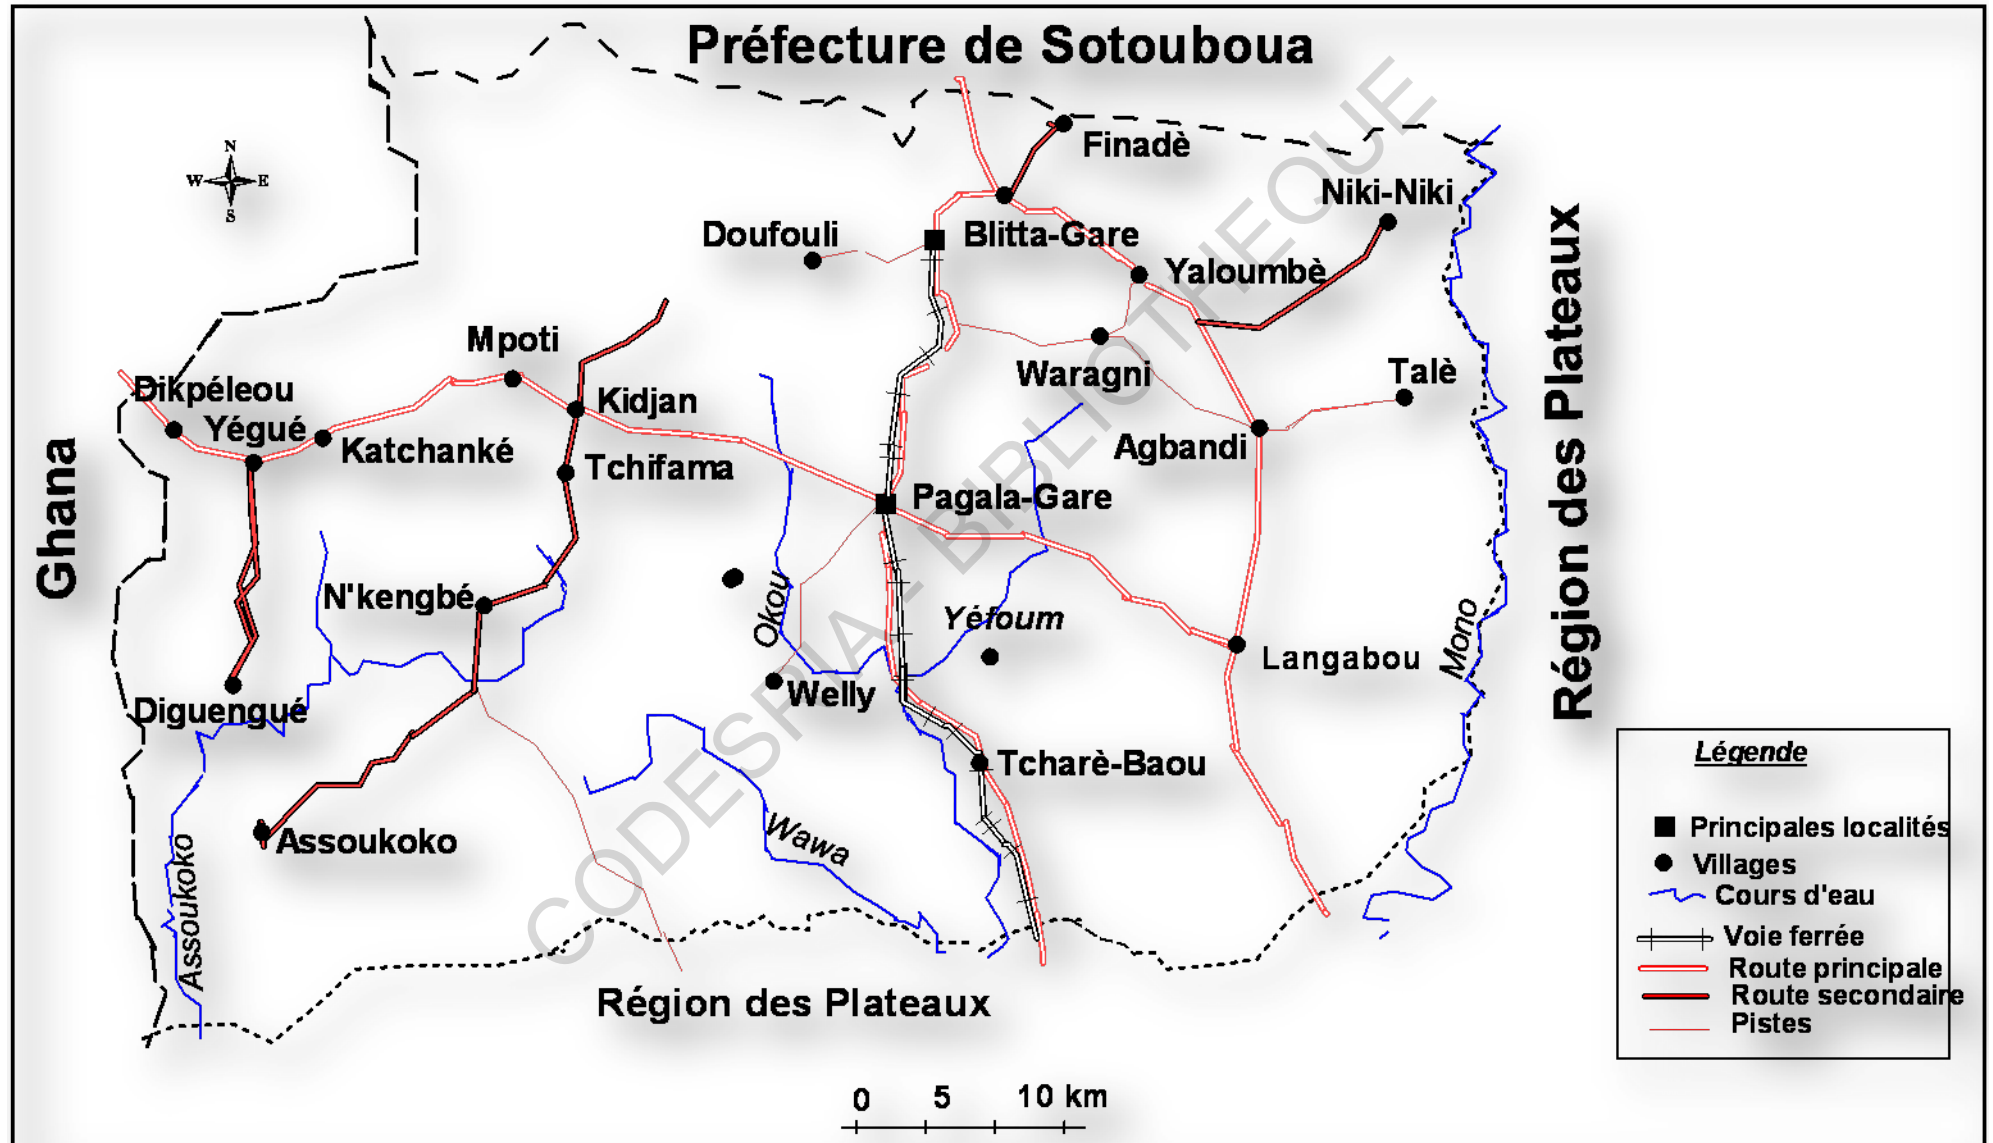 Préfecture de Sotouboua
Finadè
N
W E
S
Niki-Niki
Doufouli
Blitta-Gare
Yaloumbè
Mpoti
Waragni
Talè
Dikpéleou
Kidjan
Yégué
Katchanké
Agbandi
Tchifama
Pagala-Gare
Ghana
Région des Plateaux
N'kengbé
Okou
Yéfoum
Mono
Langabou
Welly
Diguengué
Tcharè-Baou
Wawa
Assoukoko
Assoukoko
Région des Plateaux
CODESRIA - BIBLIOTHEQUE
Légende
Principales localités
Villages
Cours d'eau
Voie ferrée
Route principale
Route secondaire
Pistes
0 5 10 km